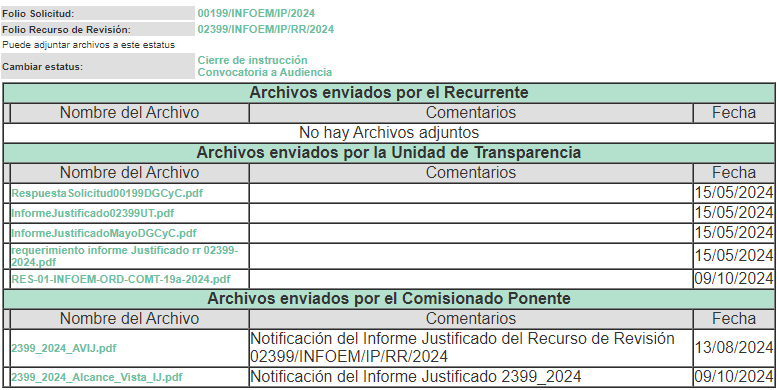 Folio Solicitud: 00199/INFOEM/IP/2024
Folio Recurso de Revisión: 02399/INFOEM/IP/RR/2024
Puede adjuntar archivos a este estatus
Cambiar estatus: Cierre de instrucción
Convocatoria a Audiencia
Archivos enviados por el Recurrente
Nombre del Archivo Comentarios Fecha
No hay Archivos adjuntos
Archivos enviados por la Unidad de Transparencia
Nombre del Archivo Comentarios Fecha
RespuestaSolicitud00199DGCyC.pdf 15/05/2024
InformeJustificado02399UT.pdf 15/05/2024
InformeJustificadoMayoDGCyC.pdf 15/05/2024
requerimiento informe Justificado rr 02399-
2024.pdf 15/05/2024
RES-01-INFOEM-ORD-COMT-19a-2024.pdf 09/10/2024
Archivos enviados por el Comisionado Ponente
Nombre del Archivo Comentarios Fecha
2399_2024_AVIJ.pdf Notificación del Informe Justificado del Recurso de Revisión
02399/INFOEM/IP/RR/2024 13/08/2024
2399_2024_Alcance_Vista_IJ.pdf Notificación del Informe Justificado 2399_2024 09/10/2024